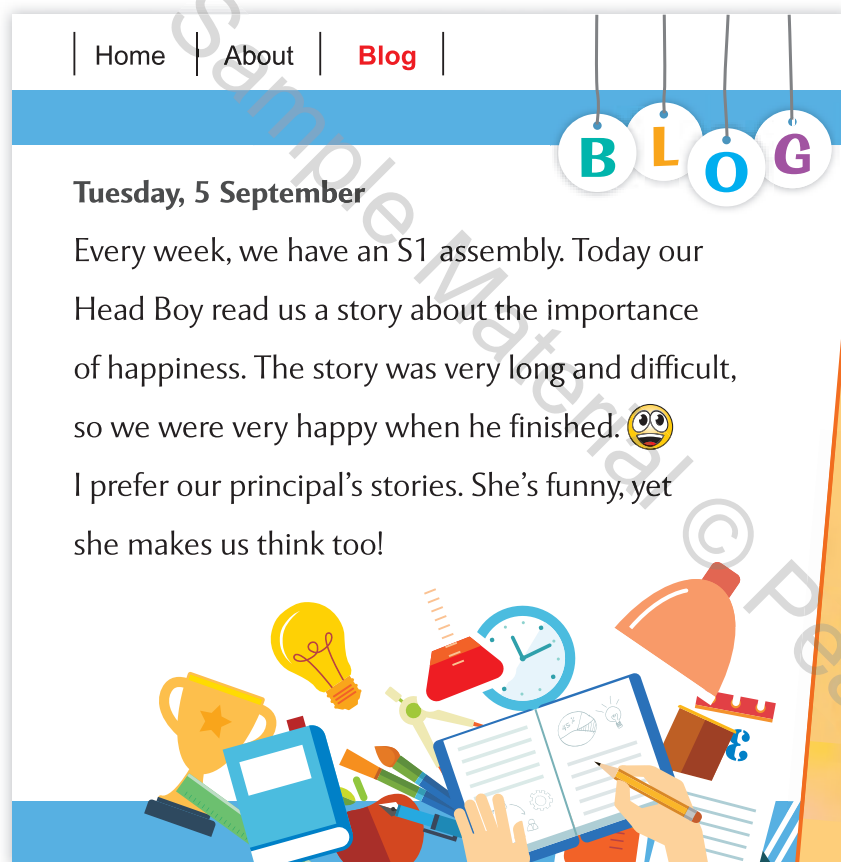 Home About Blog
B L O G
Tuesday, 5 September
Every week, we have an S1 assembly. Today our
Head Boy read us a story about the importance
of happiness. The story was very long and difficult,
so we were very happy when he finished.
I prefer our principal's stories. She's funny, yet
she makes us think too!
Sample Material ©